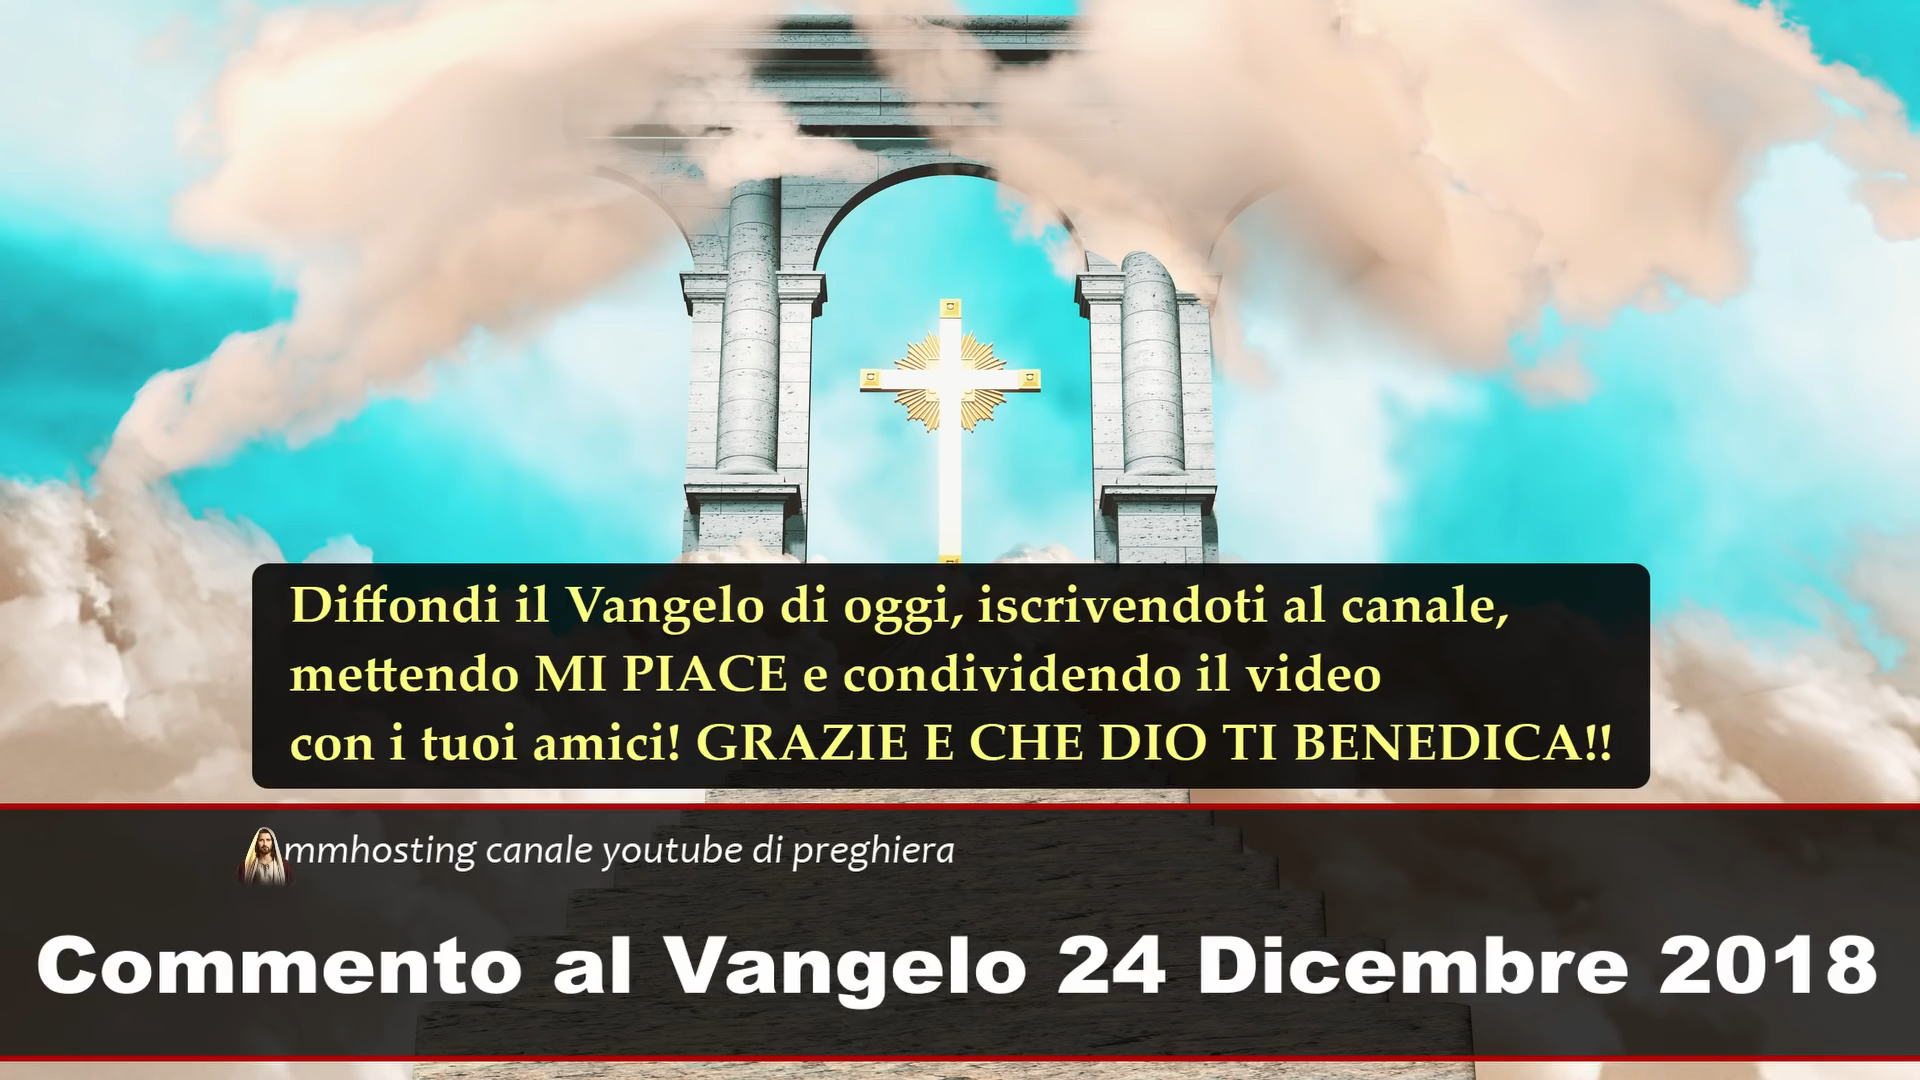 Diffondi il Vangelo di oggi, iscrivendoti al canale,
mettendo MI PIACE e condividendo il video
con i tuoi amici! GRAZIE E CHE DIO TI BENEDICA!!
mmhosting canale youtube di preghiera
Commento al Vangelo 24 Dicembre 2018